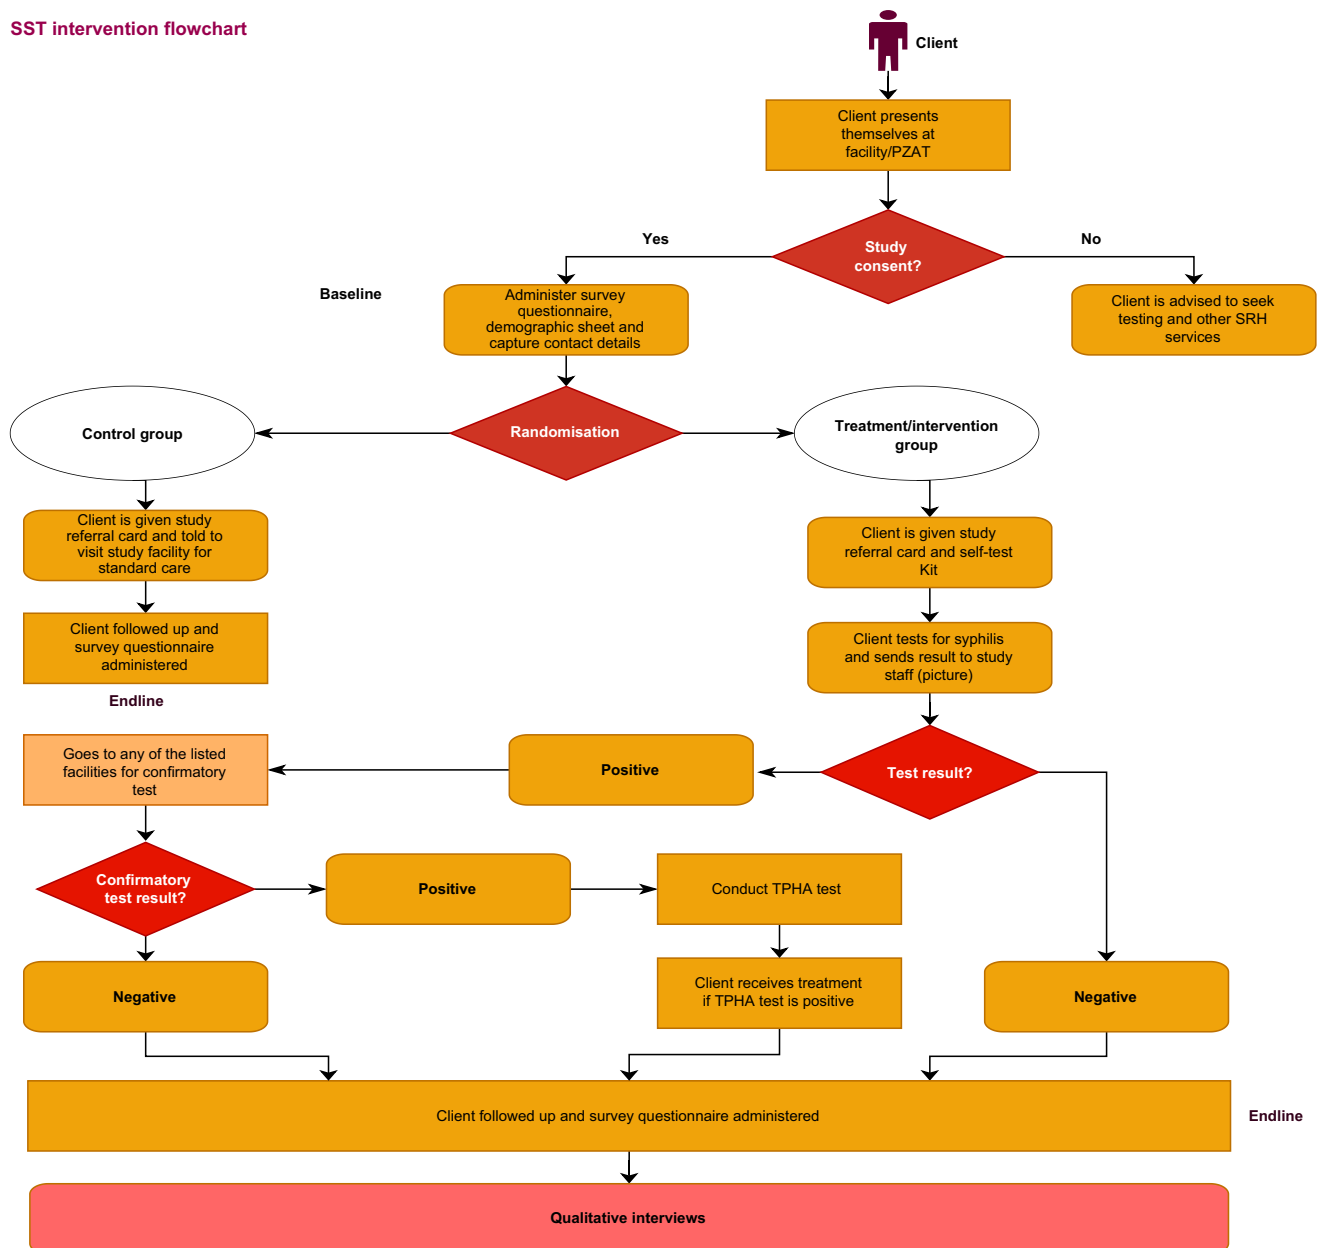 SST intervention flowchart
Client
Client presents
themselves at
facility/PZAT
Study
consent?
Yes
No
Baseline
Administer survey
questionnaire,
demographic sheet and
capture contact details
Client is advised to seek
testing and other SRH
services
Control group
Randomisation
Treatment/intervention
group
Client is given study
referral card and told to
visit study facility for
standard care
Client is given study
referral card and self-test
Kit
Client followed up and
survey questionnaire
administered
Endline
Client tests for syphilis
and sends result to study
staff (picture)
Goes to any of the listed
facilities for confirmatory
test
Positive
Test result?
Confirmatory
test result?
Positive
Conduct TPHA test
Negative
Client receives treatment
if TPHA test is positive
Negative
Client followed up and survey questionnaire administered
Endline
Qualitative interviews